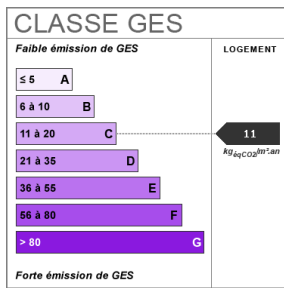 CLASSE GES
Faible émission de GES
LOGEMENT
≤ 5 A
6 à 10 B
11 à 20 C
11
kgéqCO2/m².an
21 à 35 D
36 à 55 E
56 à 80 F
> 80 G
Forte émission de GES